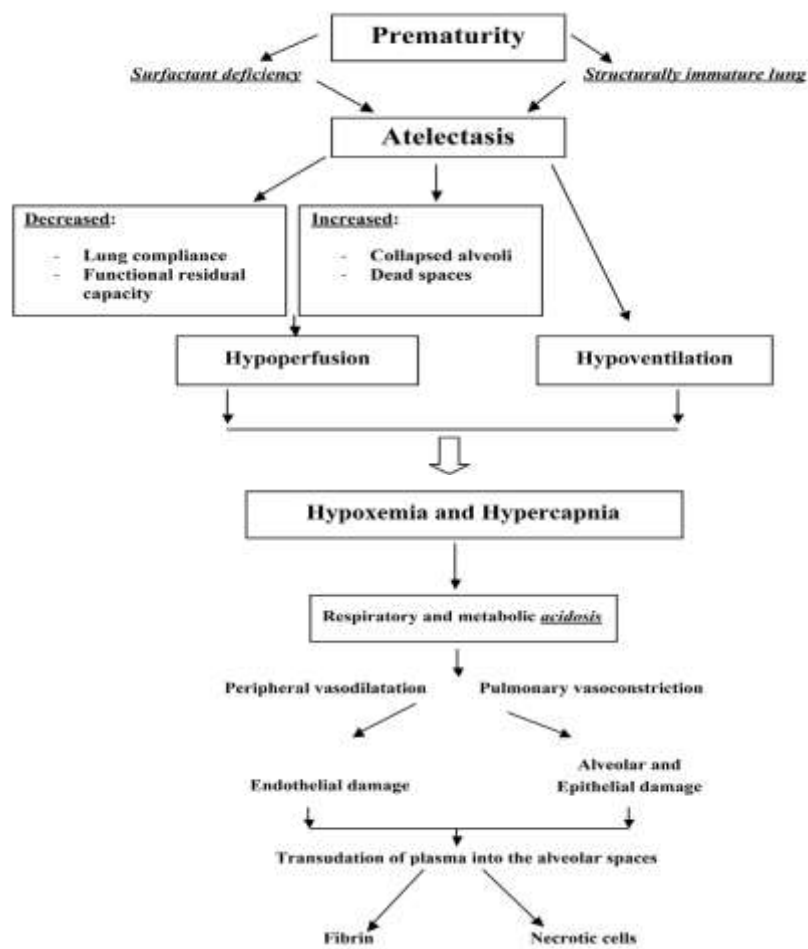 Prematurity
Surfactant deficiency
Structurally immature lung
Atelectasis
Decreased:
- Lung compliance
- Functional residual
capacity
Increased:
- Collapsed alveoli
- Dead spaces
Hypoperfusion
Hypoventilation
Hypoxemia and Hypercapnia
Respiratory and metabolic acidosis
Peripheral vasodilatation
Pulmonary vasoconstriction
Endothelial damage
Alveolar and
Epithelial damage
Transudation of plasma into the alveolar spaces
Fibrin
Necrotic cells